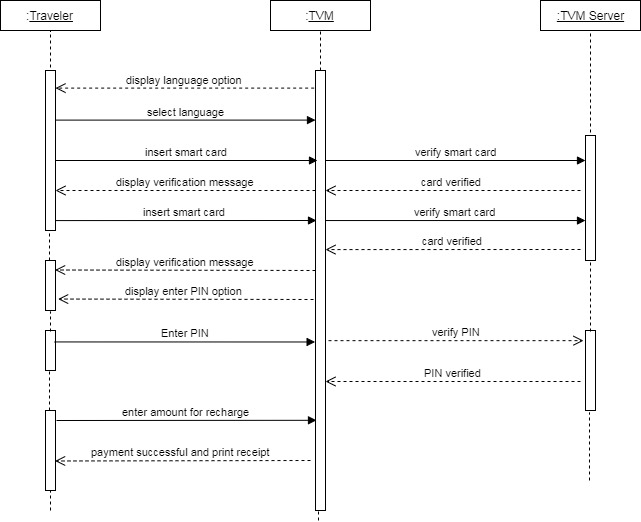 :Traveler
:TVM
:TVM Server
display language option
select language
insert smart card
verify smart card
display verification message
card verified
insert smart card
verify smart card
card verified
display verification message
display enter PIN option
Enter PIN
verify PIN
PIN verified
enter amount for recharge
payment successful and print receipt